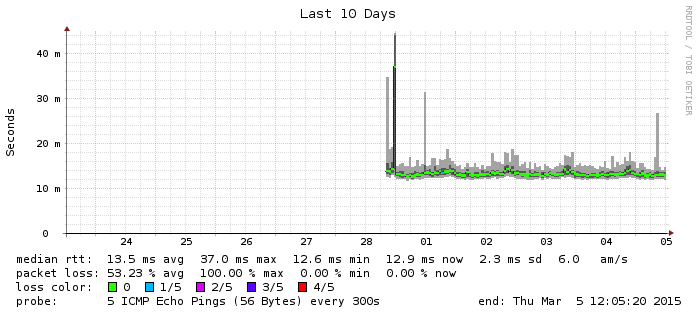 Last 10 Days
RRDTOOL / TOBI OETIKER
Seconds
40 m
30 m
20 m
10 m
0
24 25 26 27 28 01 02 03 04 05
median rtt: 13.5 ms avg 37.0 ms max 12.6 ms min 12.9 ms now 2.3 ms sd 6.0 am/s
packet loss: 53.23 % avg 100.00 % max 0.00 % min 0.00 % now
loss color: 0 1/5 2/5 3/5 4/5
probe: 5 ICMP Echo Pings (56 Bytes) every 300s end: Thu Mar 5 12:05:20 2015